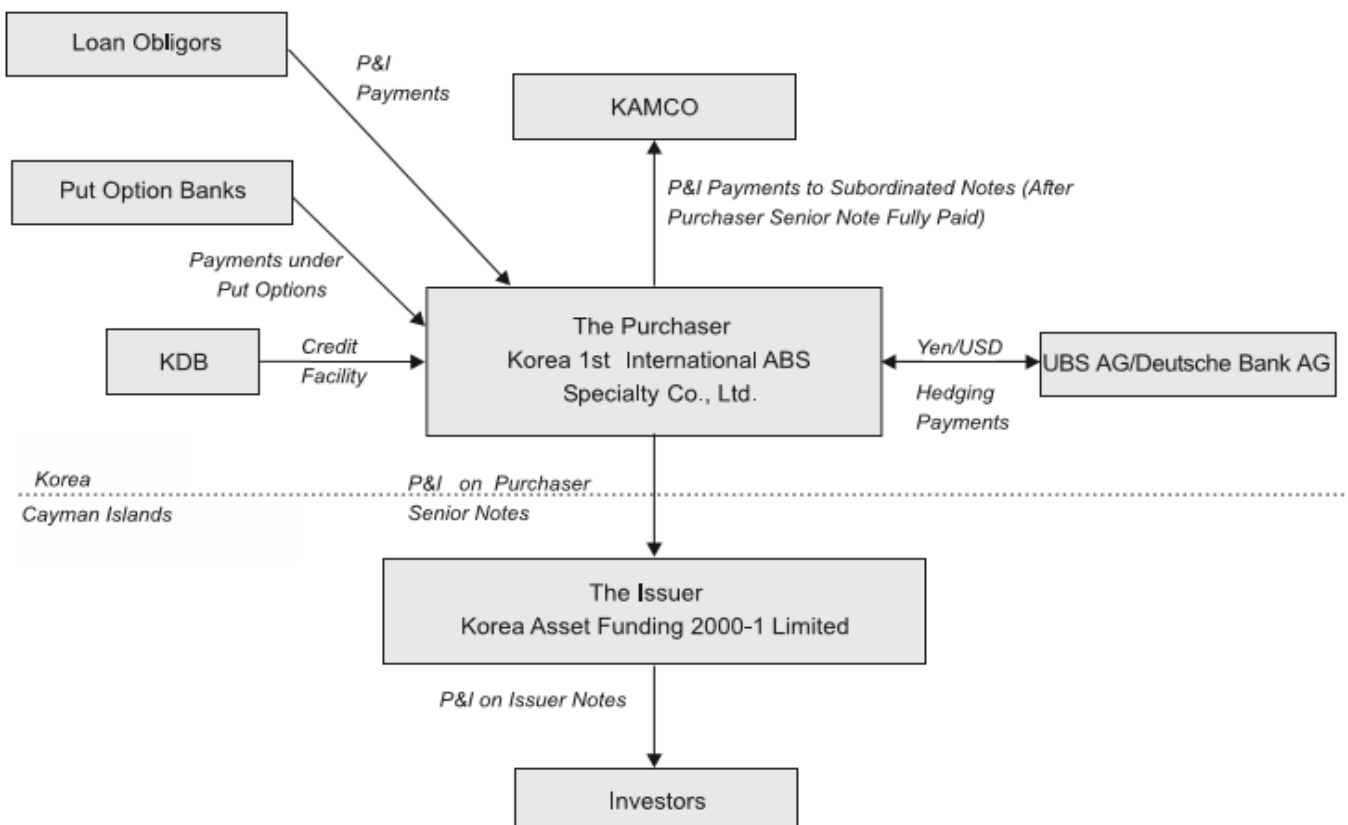 Loan Obligors
P&I
Payments
KAMCO
Put Option Banks
P&I Payments to Subordinated Notes (After
Purchaser Senior Note Fully Paid)
Payments under
Put Options
The Purchaser
Korea 1st International ABS
Specialty Co., Ltd.
KDB
Credit
Facility
Yen/USD
Hedging
Payments
UBS AG/Deutsche Bank AG
Korea
Cayman Islands
P&I on Purchaser
Senior Notes
The Issuer
Korea Asset Funding 2000-1 Limited
P&I on Issuer Notes
Investors